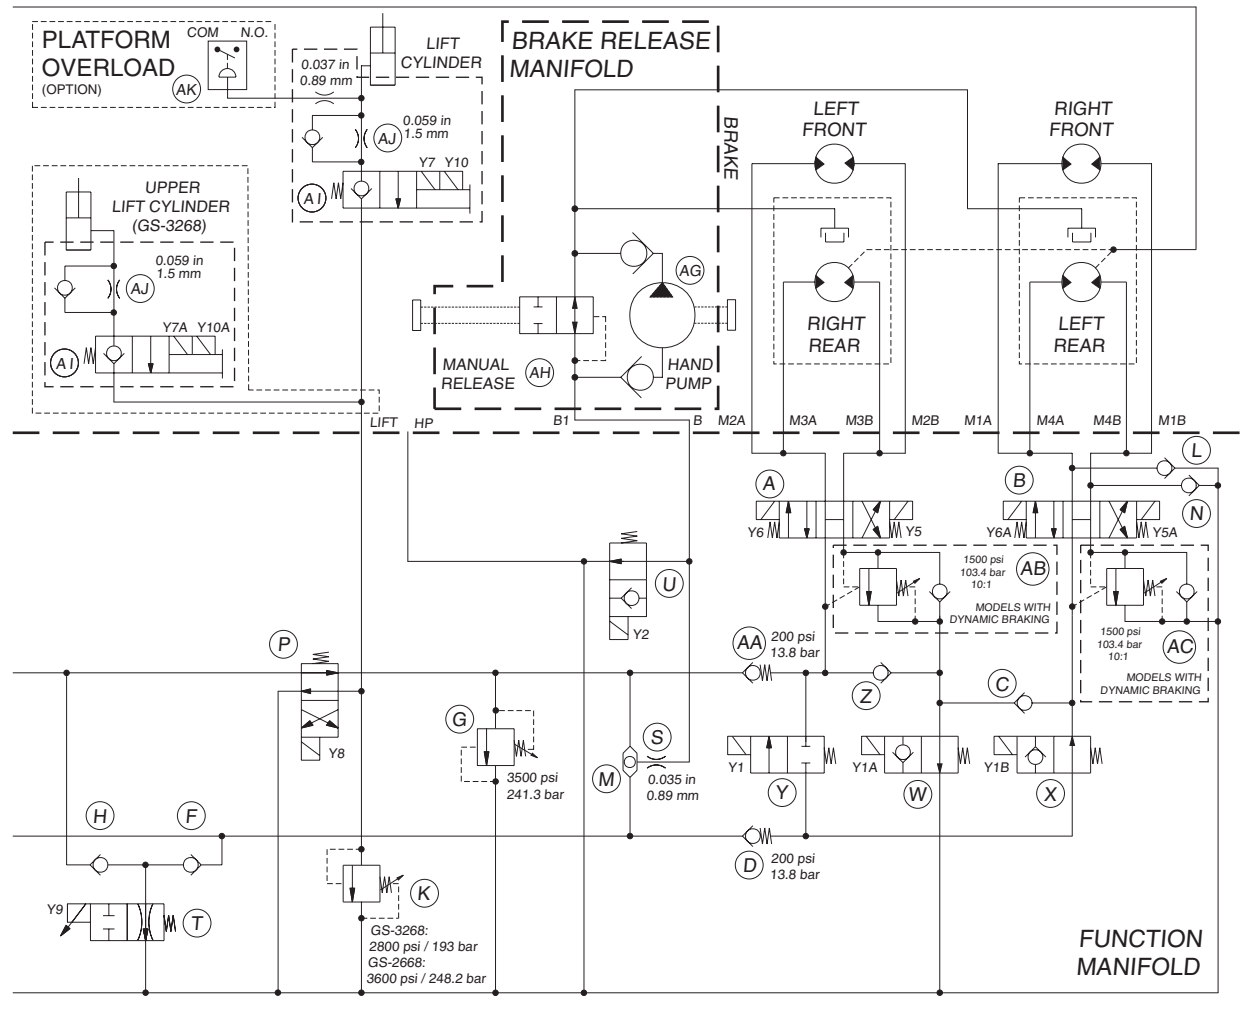 PLATFORM
OVERLOAD
(OPTION)
COM N.O.
AK
0.037 in
0.89 mm
LIFT
CYLINDER
AJ
0.059 in
1.5 mm
Y7 Y10
AI
UPPER
LIFT CYLINDER
(GS-3268)
0.059 in
1.5 mm
AJ
Y7A Y10A
AI
BRAKE RELEASE
MANIFOLD
BRAKE
AG
MANUAL
RELEASE
AH
HAND
PUMP
LEFT
FRONT
RIGHT
FRONT
RIGHT
REAR
LEFT
REAR
LIFT HP B1 B M2A M3A M3B M2B M1A M4A M4B M1B
L
N
A
Y6 Y5
B
Y6A Y5A
1500 psi
103.4 bar
10:1
AB
MODELS WITH
DYNAMIC BRAKING
1500 psi
103.4 bar
10:1
AC
MODELS WITH
DYNAMIC BRAKING
U
Y2
P
Y8
AA
200 psi
13.8 bar
Z
C
G
3500 psi
241.3 bar
S
M
0.035 in
0.89 mm
Y1
Y
Y1A
W
Y1B
X
D
200 psi
13.8 bar
H
F
Y9
T
K
GS-3268:
2800 psi / 193 bar
GS-2668:
3600 psi / 248.2 bar
FUNCTION
MANIFOLD